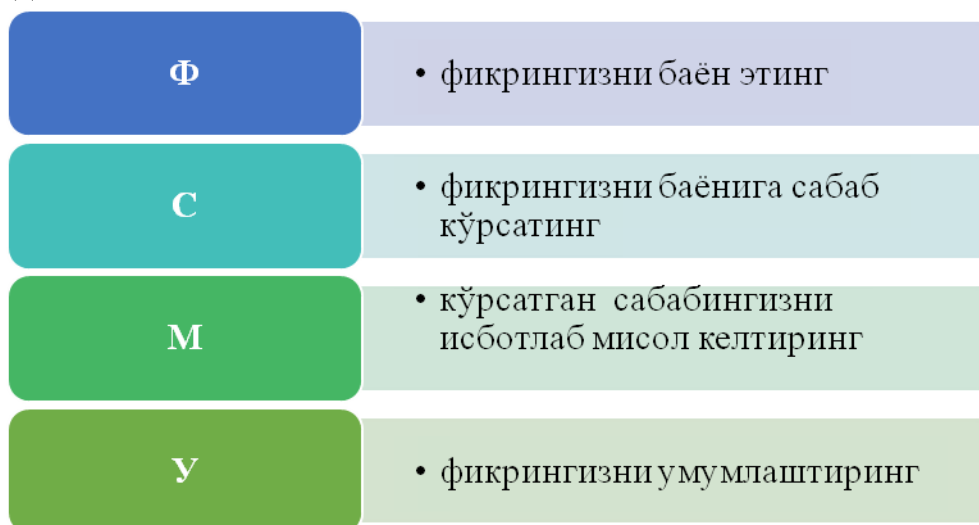 Ф
• фикрингизни баён этинг
С
• фикрингизни баёнига сабаб
кўрсатинг
М
• кўрсатган сабабингизни
исботлаб мисол келтиринг
У
• фикрингизни умумлаштиринг